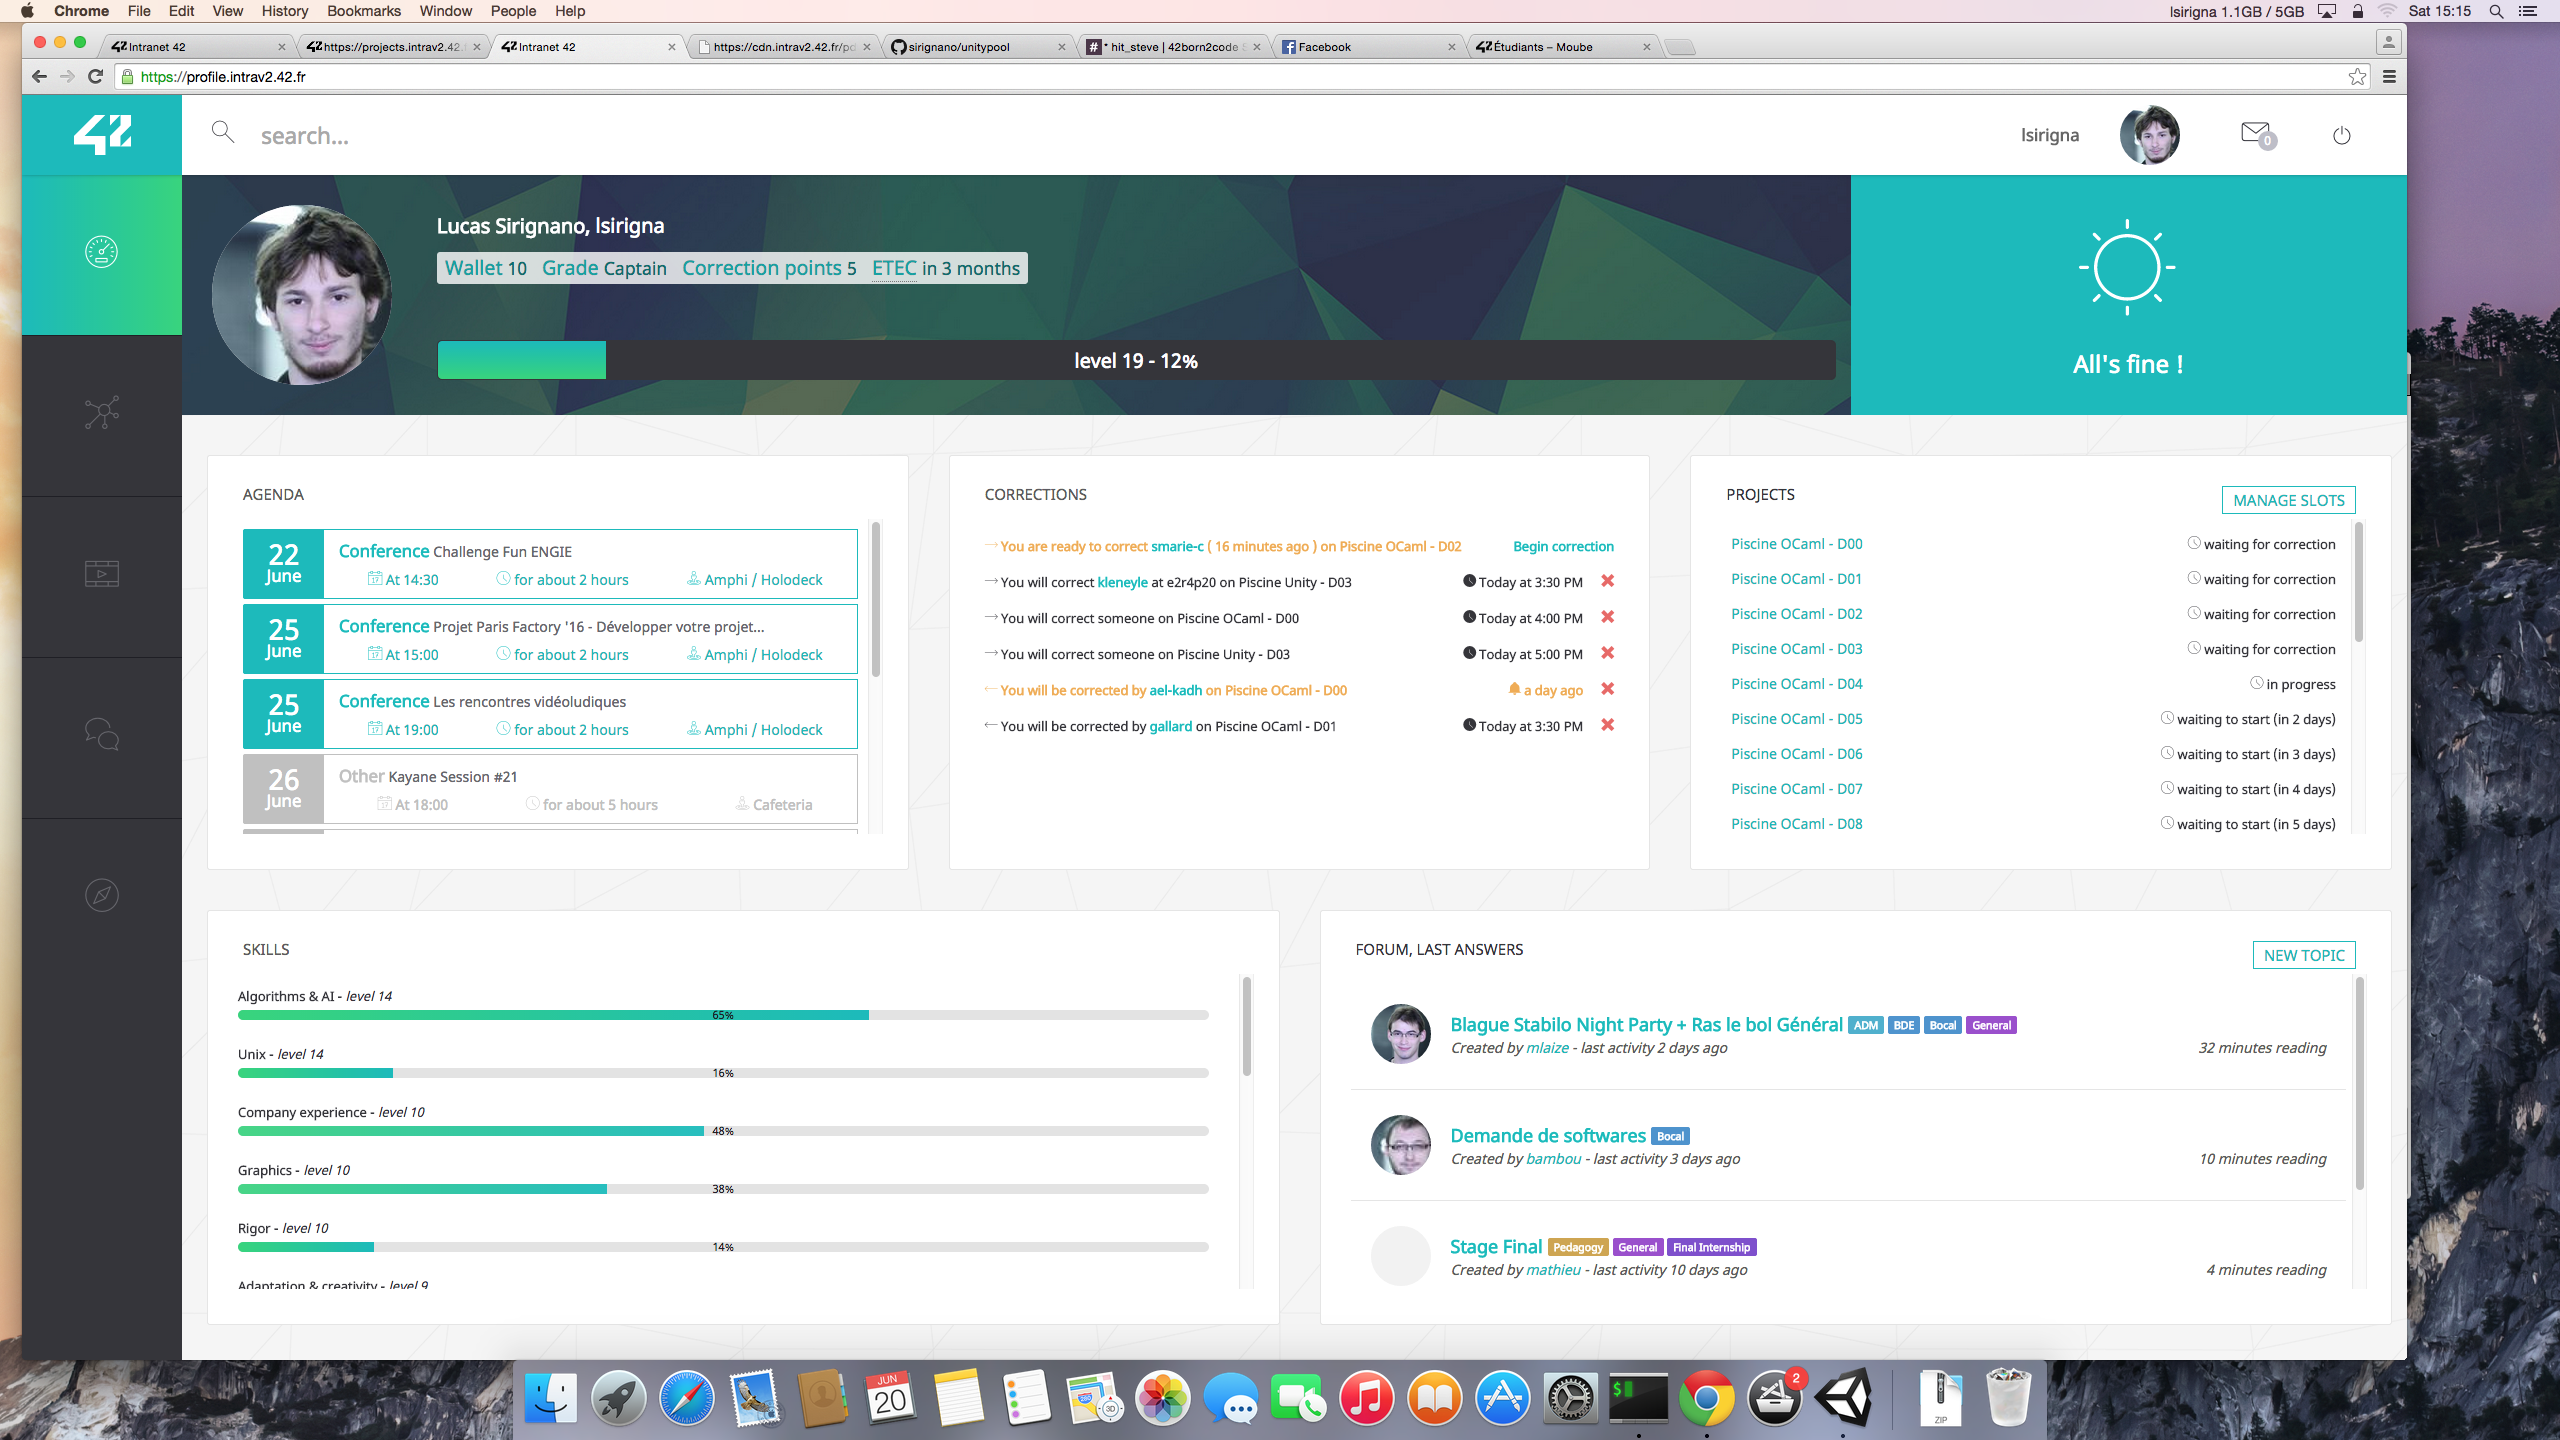 Chrome File Edit View History Bookmarks Window People Help
lsirigna 1.1GB / 5GB Sat 15:15
Intranet 42
https://projects.intrav2.42.
Intranet 42
https://cdn.intrav2.42.fr/pd
sirignano/unitypool
* hit_steve | 42born2code
Facebook
Étudiants – Moube
https://profile.intrav2.42.fr
42
search...
lsirigna
0
Lucas Sirignano, lsirigna
Wallet 10 Grade Captain Correction points 5 ETEC in 3 months
level 19 - 12%
All's fine !
AGENDA
22 June
Conference Challenge Fun ENGIE
At 14:30 for about 2 hours Amphi / Holodeck
25 June
Conference Projet Paris Factory '16 - Développer votre projet...
At 15:00 for about 2 hours Amphi / Holodeck
25 June
Conference Les rencontres vidéoludiques
At 19:00 for about 2 hours Amphi / Holodeck
26 June
Other Kayane Session #21
At 18:00 for about 5 hours Cafeteria
CORRECTIONS
You are ready to correct smarie-c ( 16 minutes ago ) on Piscine OCaml - D02 Begin correction
You will correct kleneyle at e2r4p20 on Piscine Unity - D03 Today at 3:30 PM
You will correct someone on Piscine OCaml - D00 Today at 4:00 PM
You will correct someone on Piscine Unity - D03 Today at 5:00 PM
You will be corrected by ael-kadh on Piscine OCaml - D00 a day ago
You will be corrected by gallard on Piscine OCaml - D01 Today at 3:30 PM
PROJECTS
MANAGE SLOTS
Piscine OCaml - D00 waiting for correction
Piscine OCaml - D01 waiting for correction
Piscine OCaml - D02 waiting for correction
Piscine OCaml - D03 waiting for correction
Piscine OCaml - D04 in progress
Piscine OCaml - D05 waiting to start (in 2 days)
Piscine OCaml - D06 waiting to start (in 3 days)
Piscine OCaml - D07 waiting to start (in 4 days)
Piscine OCaml - D08 waiting to start (in 5 days)
SKILLS
Algorithms & AI - level 14
65%
Unix - level 14
16%
Company experience - level 10
48%
Graphics - level 10
38%
Rigor - level 10
14%
Adaptation & creativity - level 9
FORUM, LAST ANSWERS
NEW TOPIC
Blague Stabilo Night Party + Ras le bol Général ADM BDE Bocal General
Created by mlaize - last activity 2 days ago 32 minutes reading
Demande de softwares Bocal
Created by bambou - last activity 3 days ago 10 minutes reading
Stage Final Pedagogy General Final Internship
Created by mathieu - last activity 10 days ago 4 minutes reading
JUN
20
3D
$
2
ZIP